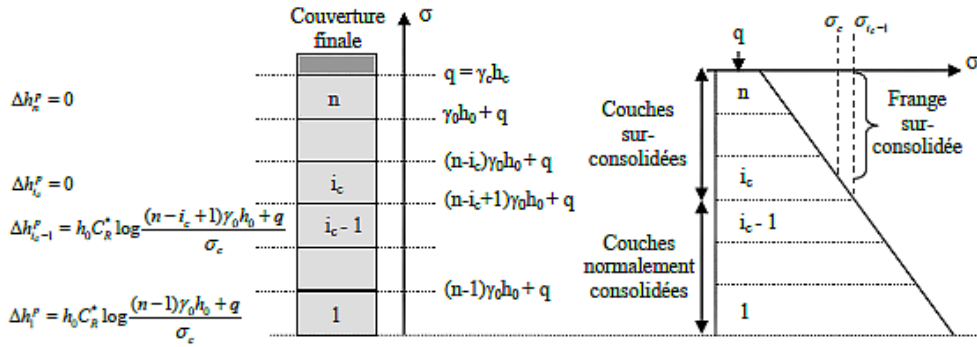 Couverture
finale
σ
q = γ_c h_c
Δh_n^p = 0
n
γ_0 h_0 + q
(n-i_c)γ_0 h_0 + q
Δh_{i_c}^p = 0
i_c
(n-i_c+1)γ_0 h_0 + q
Δh_{i_c-1}^p = h_0 C_R^* log ((n-i_c+1)γ_0 h_0 + q)/σ_c
i_c - 1
(n-1)γ_0 h_0 + q
Δh_1^p = h_0 C_R^* log ((n-1)γ_0 h_0 + q)/σ_c
1
σ_c
σ_{i_c-1}
q
σ
n
Couches
sur-
consolidées
Frange
sur-
consolidée
i_c
i_c - 1
Couches
normalement
consolidées
1